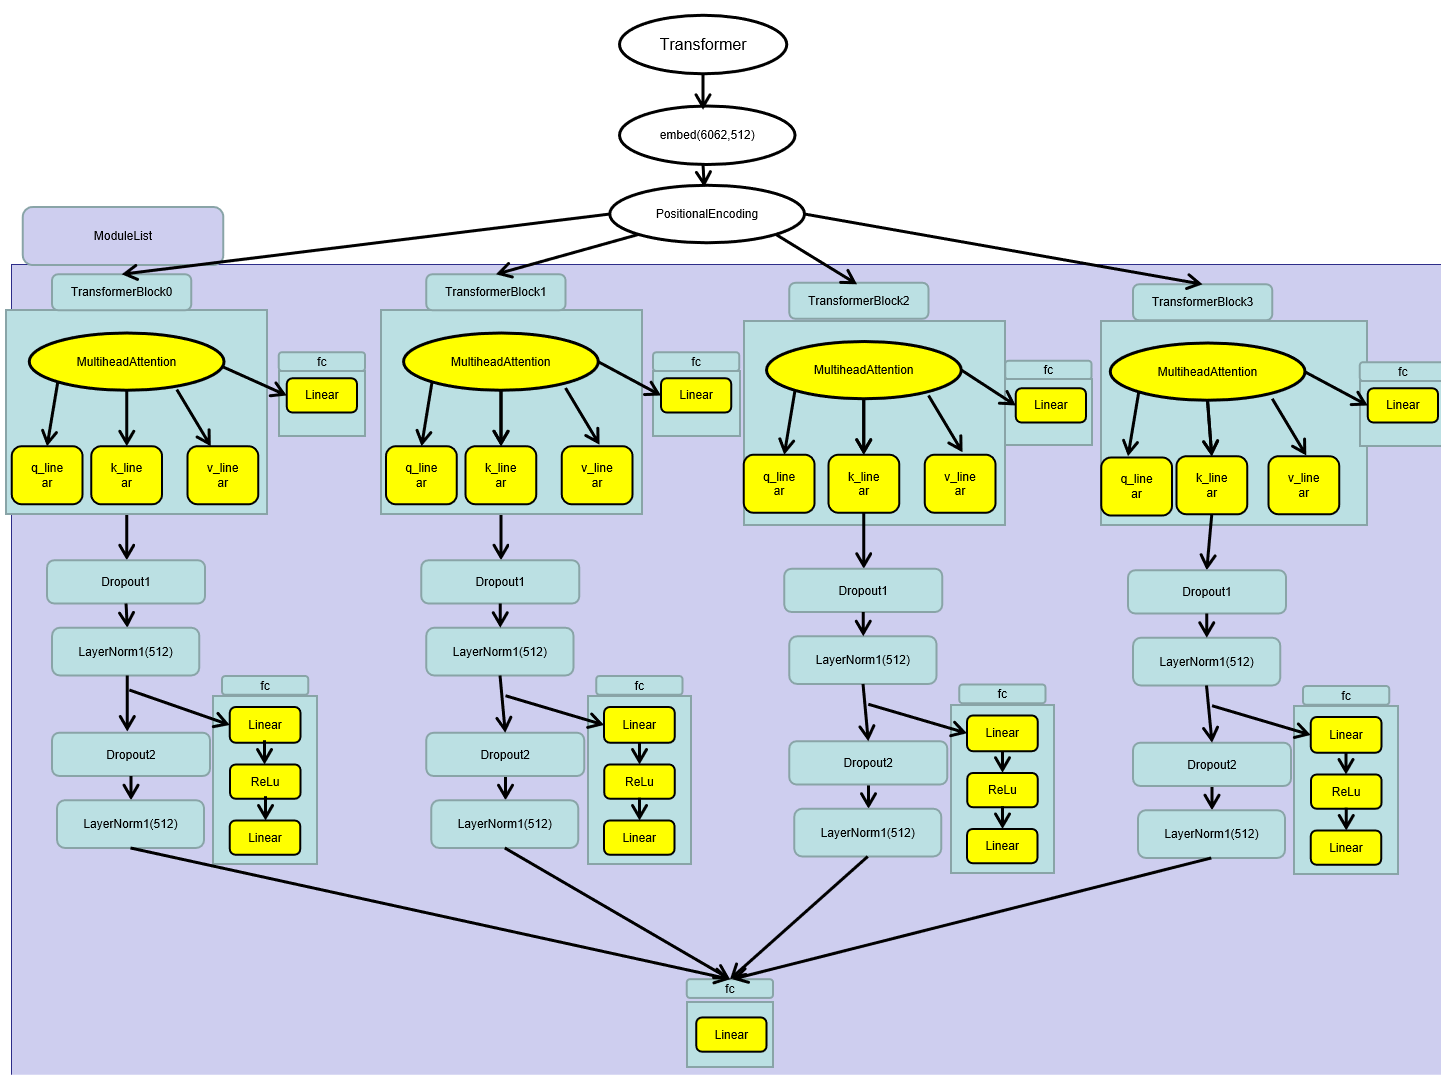 Transformer
embed(6062,512)
PositionalEncoding
ModuleList
TransformerBlock0
MultiheadAttention
fc
Linear
q_line
ar
k_line
ar
v_line
ar
Dropout1
LayerNorm1(512)
fc
Linear
Dropout2
ReLu
LayerNorm1(512)
Linear
TransformerBlock1
MultiheadAttention
fc
Linear
q_line
ar
k_line
ar
v_line
ar
Dropout1
LayerNorm1(512)
fc
Linear
Dropout2
ReLu
LayerNorm1(512)
Linear
TransformerBlock2
MultiheadAttention
fc
Linear
q_line
ar
k_line
ar
v_line
ar
Dropout1
LayerNorm1(512)
fc
Linear
Dropout2
ReLu
LayerNorm1(512)
Linear
TransformerBlock3
MultiheadAttention
fc
Linear
q_line
ar
k_line
ar
v_line
ar
Dropout1
LayerNorm1(512)
fc
Linear
Dropout2
ReLu
LayerNorm1(512)
Linear
fc
Linear